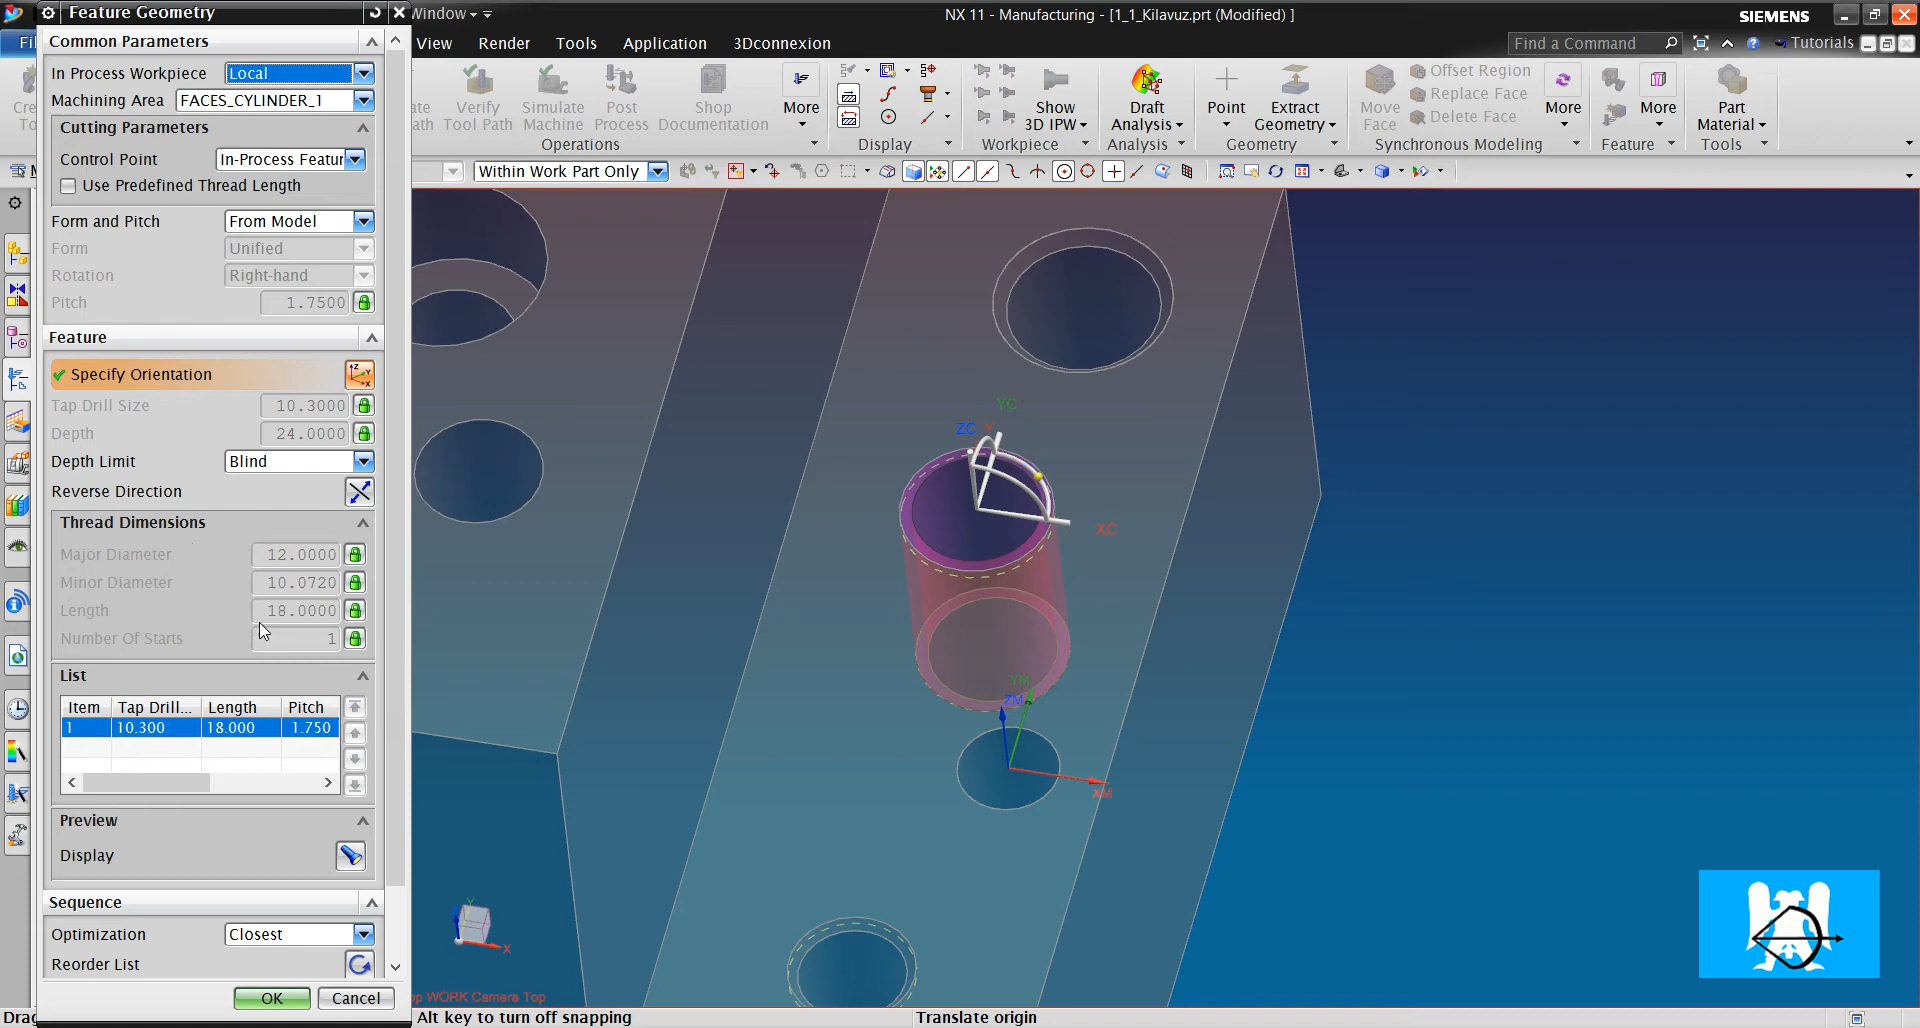 Feature Geometry
Window
NX 11 - Manufacturing - [1_1_Kilavuz.prt (Modified) ]
SIEMENS
View
Render
Tools
Application
3Dconnexion
Find a Command
Tutorials
Common Parameters
In Process Workpiece
Local
Machining Area
FACES_CYLINDER_1
Cutting Parameters
Control Point
In-Process Featur
Use Predefined Thread Length
Form and Pitch
From Model
Form
Unified
Rotation
Right-hand
Pitch
1.7500
Feature
Specify Orientation
Tap Drill Size
10.3000
Depth
24.0000
Depth Limit
Blind
Reverse Direction
Thread Dimensions
Major Diameter
12.0000
Minor Diameter
10.0720
Length
18.0000
Number Of Starts
1
List
Item Tap Drill... Length Pitch
1 10.300 18.000 1.750
Preview
Display
Sequence
Optimization
Closest
Reorder List
OK
Cancel
Verify
Tool Path
Simulate
Machine
Post
Process
Shop
Documentation
More
Operations
Display
Show
3D IPW
Workpiece
Draft
Analysis
Analysis
Point
Extract
Geometry
Geometry
Move
Face
Offset Region
Replace Face
Delete Face
More
Synchronous Modeling
More
Feature
Part
Material
Tools
Within Work Part Only
YC
ZC
Y
XC
YM
ZM
XM
Y
X
op WORK Camera Top
Drag
Alt key to turn off snapping
Translate origin